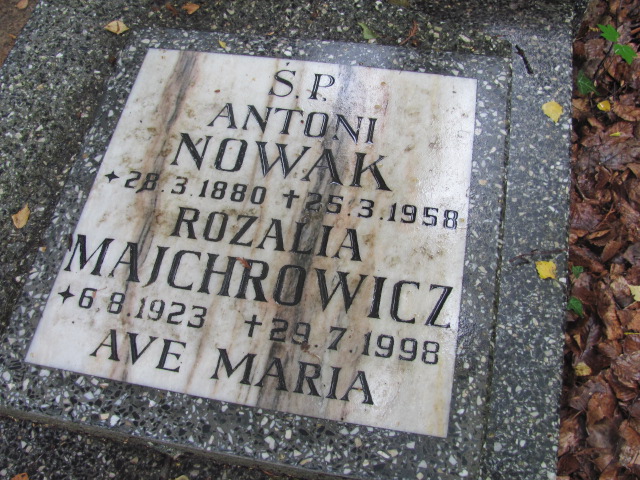 Ś.P.
ANTONI
NOWAK
✦28.3.1880 ✝25.3.1958
ROZALIA
MAJCHROWICZ
✦6.8.1923 ✝29.7.1998
AVE MARIA